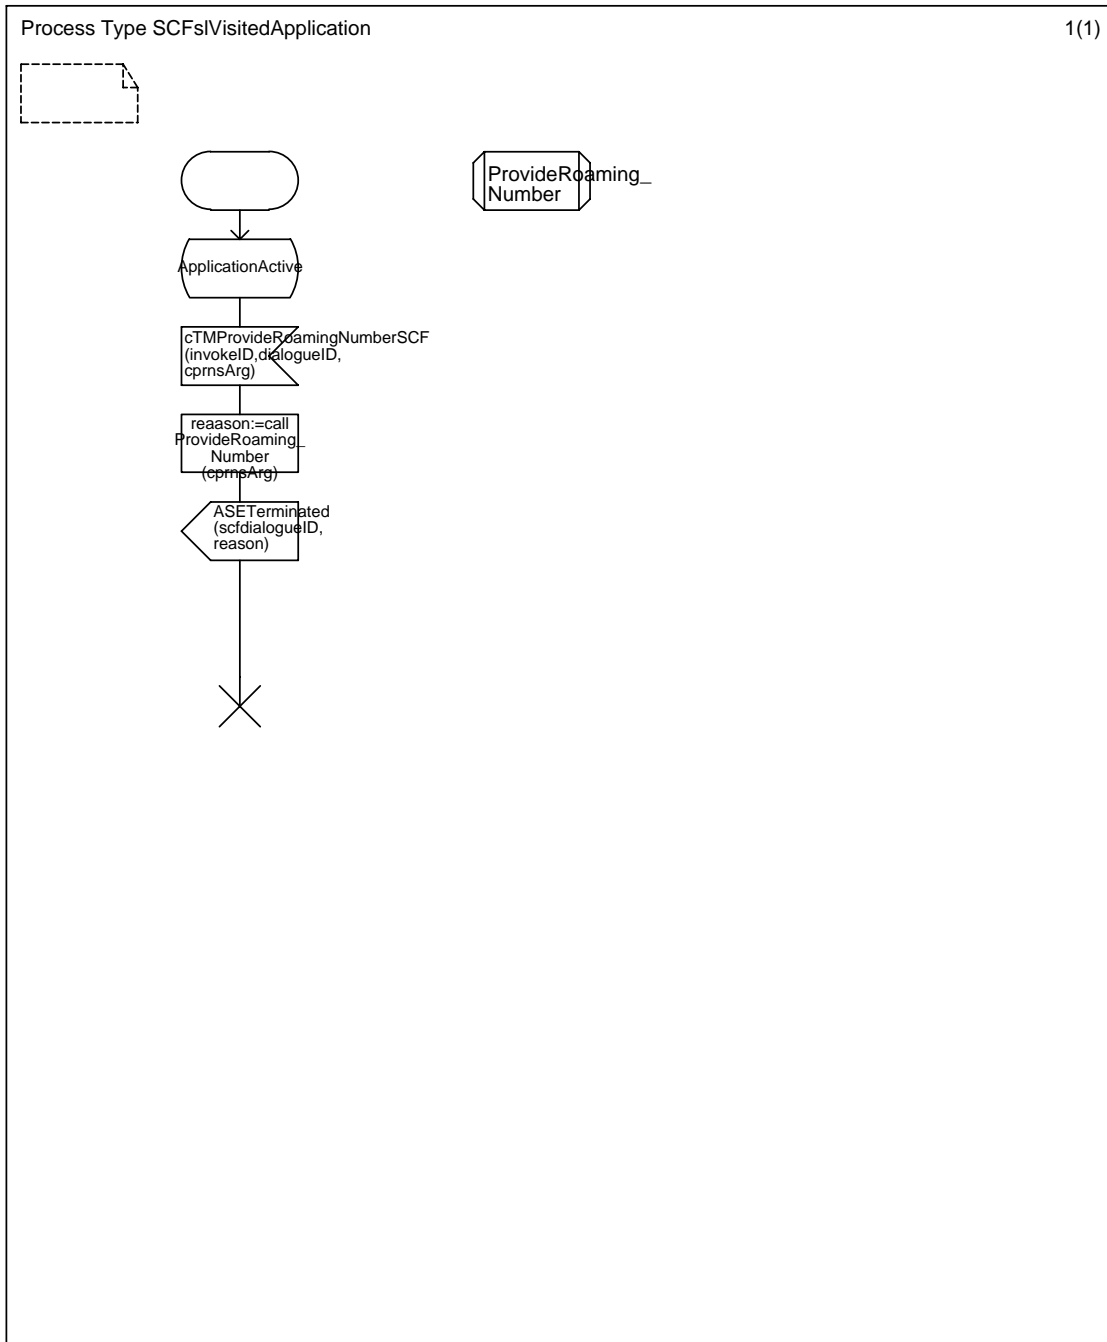 Process Type SCFslVisitedApplication
1(1)
ProvideRoaming_
Number
ApplicationActive
cTMProvideRoamingNumberSCF
(invokeID,dialogueID,
cprnsArg)
reaason:=call
ProvideRoaming_
Number
(cprnsArg)
ASETerminated
(scfdialogueID,
reason)